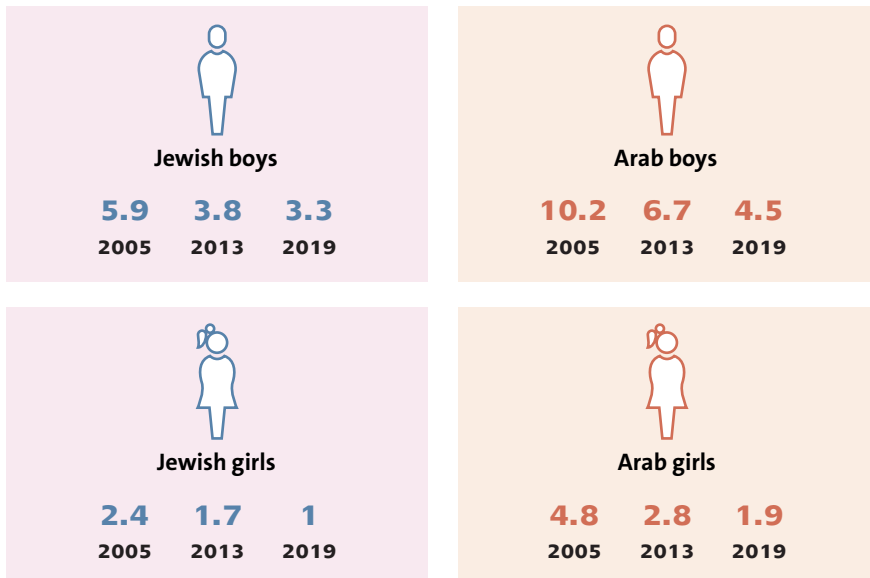 Jewish boys
5.9 3.8 3.3
2005 2013 2019
Arab boys
10.2 6.7 4.5
2005 2013 2019
Jewish girls
2.4 1.7 1
2005 2013 2019
Arab girls
4.8 2.8 1.9
2005 2013 2019